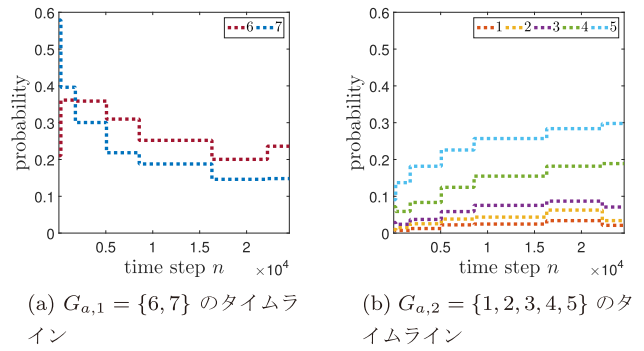 0.6
0.5
0.4
0.3
0.2
0.1
0
probability
6 7
0.5 1 1.5 2
time step n
×10⁴
(a) G_{a,1} = {6, 7} のタイムラ
イン
0.6
0.5
0.4
0.3
0.2
0.1
0
probability
1 2 3 4 5
0.5 1 1.5 2
time step n
×10⁴
(b) G_{a,2} = {1, 2, 3, 4, 5} のタ
イムライン